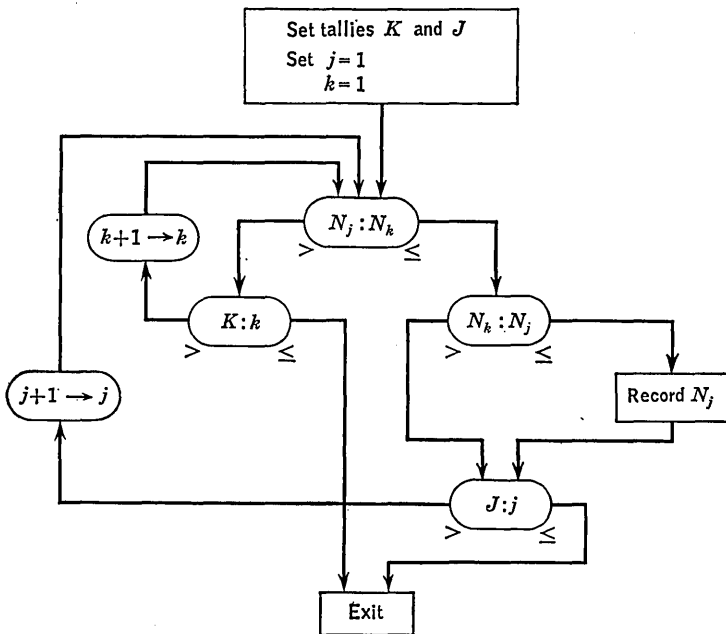 Set tallies K and J
Set j=1
k=1
N_j : N_k
> ≤
k+1 → k
K:k
> ≤
N_k : N_j
> ≤
j+1 → j
Record N_j
J:j
> ≤
Exit